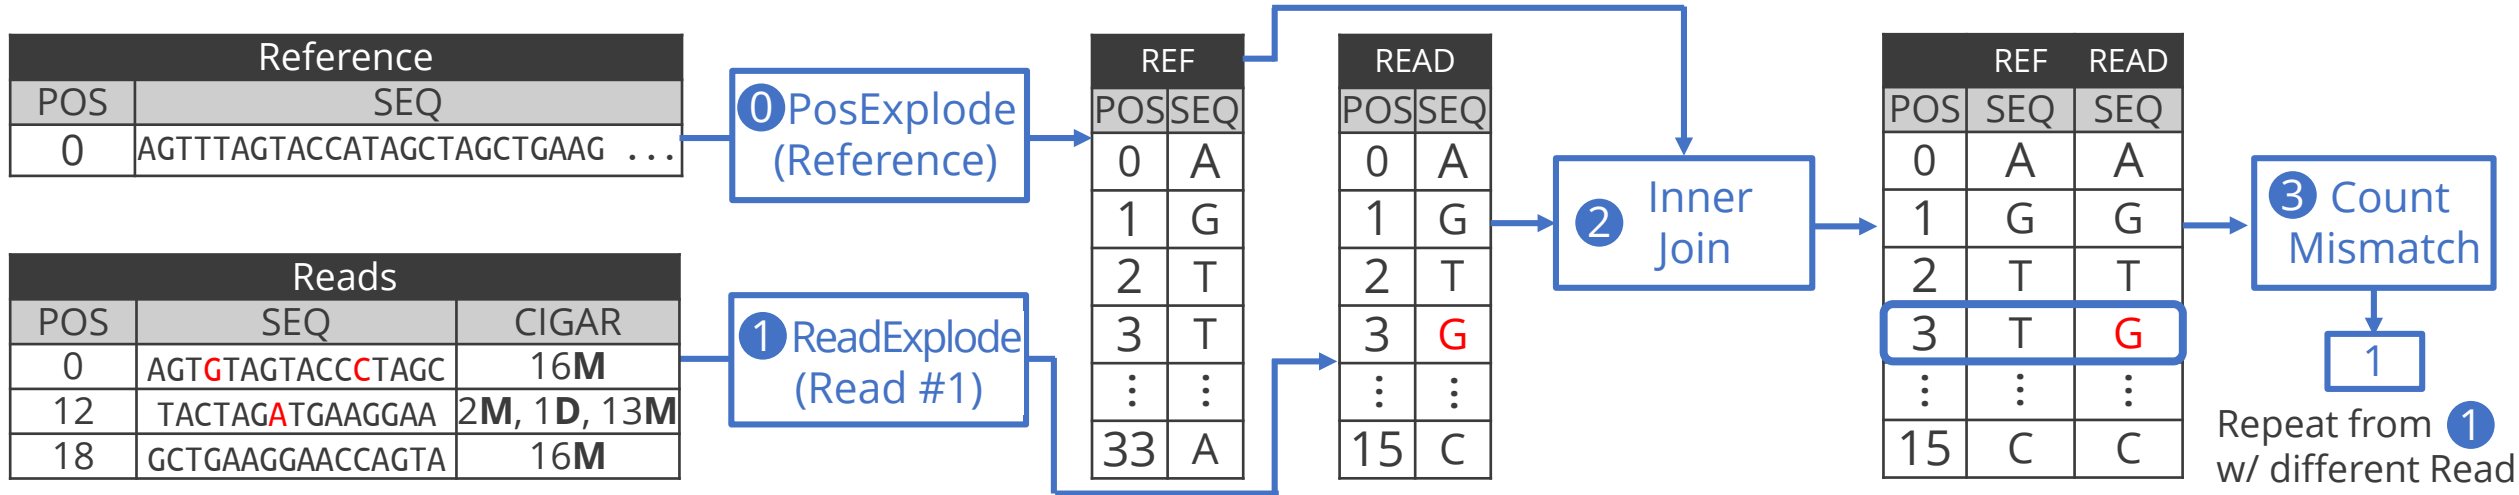 Reference
POS SEQ
0 AGTTTAGTACCATAGCTAGCTGAAG ...
Reads
POS SEQ CIGAR
0 AGTGTAGTACCCTAGC 16M
12 TACTAGATGAAGGAA 2M, 1D, 13M
18 GCTGAAGGAACCAGTA 16M
0 PosExplode
(Reference)
1 ReadExplode
(Read #1)
REF
POS SEQ
0 A
1 G
2 T
3 T
⋮ ⋮
33 A
READ
POS SEQ
0 A
1 G
2 T
3 G
⋮ ⋮
15 C
2 Inner
Join
REF READ
POS SEQ SEQ
0 A A
1 G G
2 T T
3 T G
⋮ ⋮ ⋮
15 C C
3 Count
Mismatch
1
Repeat from 1
w/ different Read